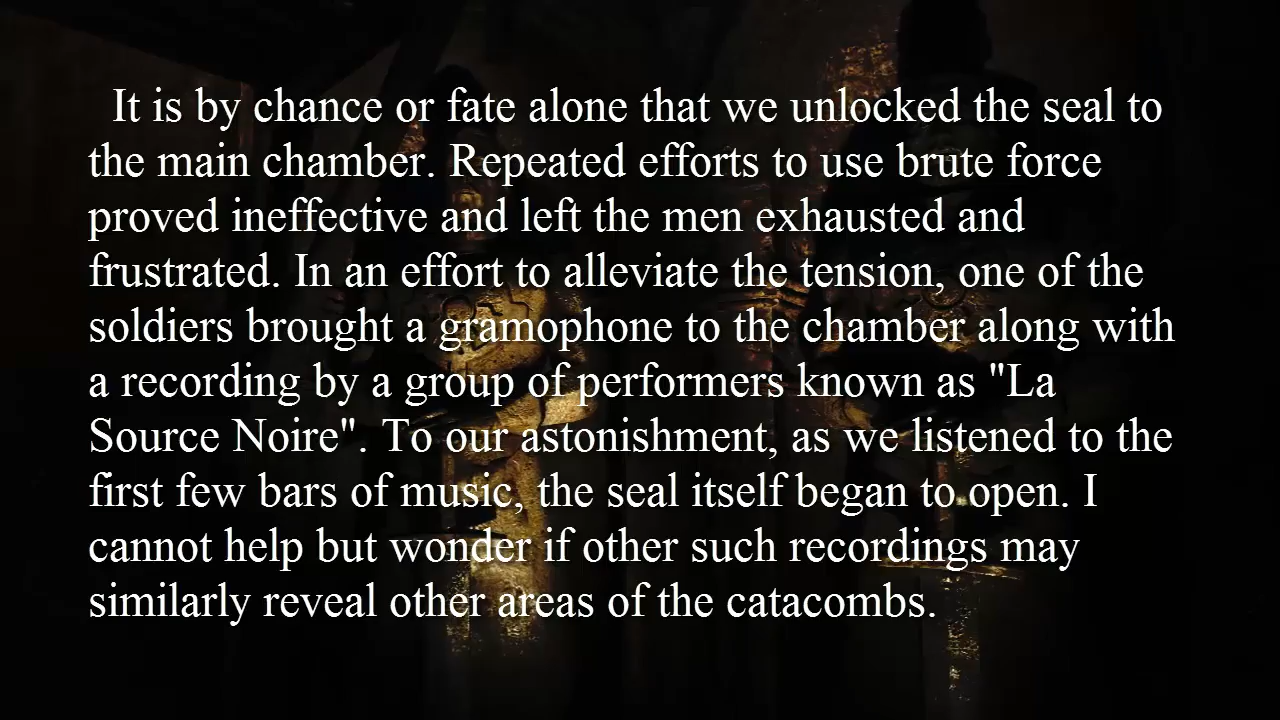 It is by chance or fate alone that we unlocked the seal to
the main chamber. Repeated efforts to use brute force
proved ineffective and left the men exhausted and
frustrated. In an effort to alleviate the tension, one of the
soldiers brought a gramophone to the chamber along with
a recording by a group of performers known as "La
Source Noire". To our astonishment, as we listened to the
first few bars of music, the seal itself began to open. I
cannot help but wonder if other such recordings may
similarly reveal other areas of the catacombs.